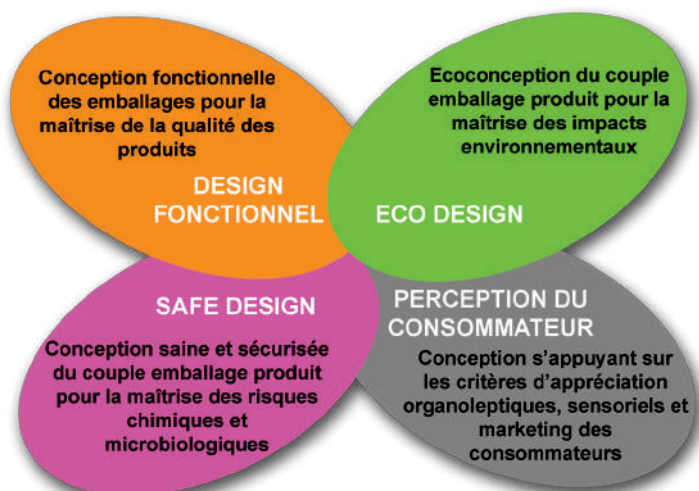 Conception fonctionnelle
des emballages pour la
maîtrise de la qualité des
produits
DESIGN
FONCTIONNEL
Ecoconception du couple
emballage produit pour la
maîtrise des impacts
environnementaux
ECO DESIGN
SAFE DESIGN
Conception saine et sécurisée
du couple emballage produit
pour la maîtrise des risques
chimiques et
microbiologiques
PERCEPTION DU
CONSOMMATEUR
Conception s'appuyant sur
les critères d'appréciation
organoleptiques, sensoriels et
marketing des
consommateurs